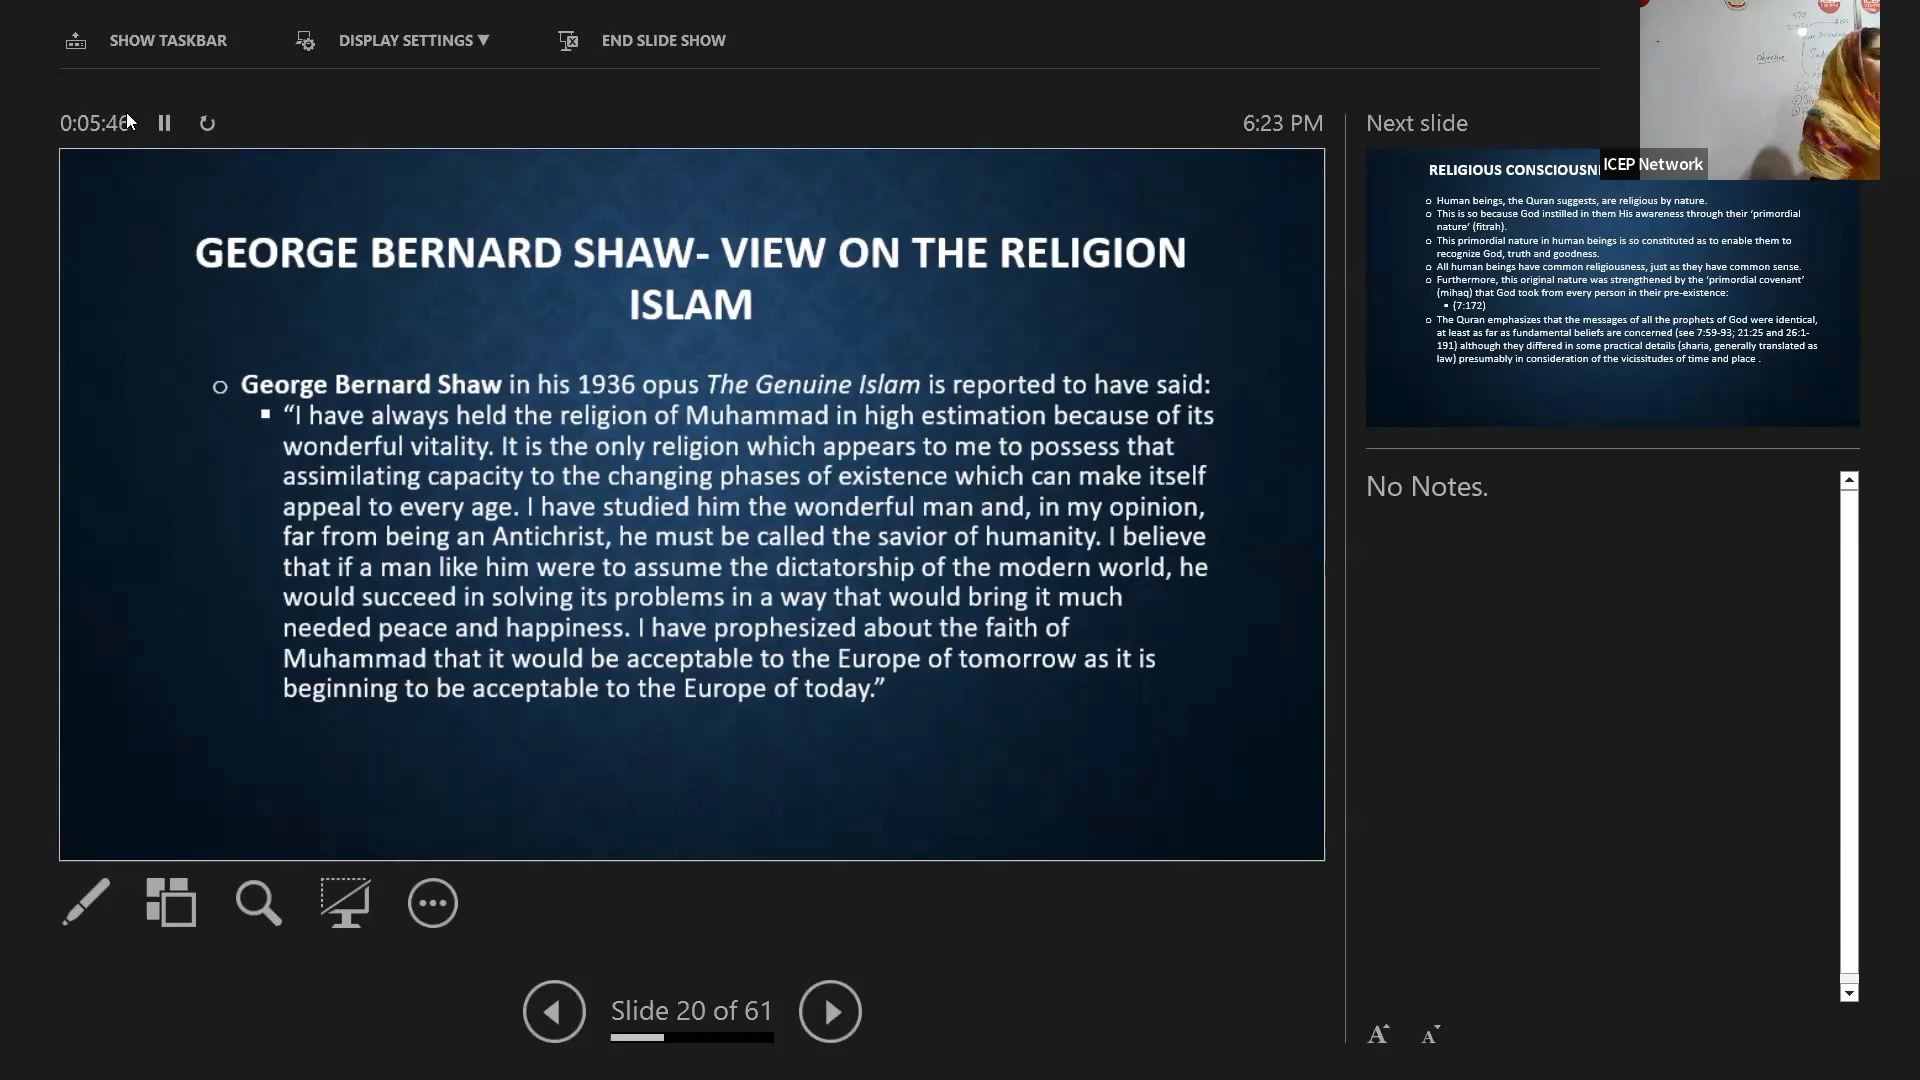 SHOW TASKBAR
DISPLAY SETTINGS ▼
END SLIDE SHOW
0:05:46
6:23 PM
Next slide
ICEP Network
GEORGE BERNARD SHAW- VIEW ON THE RELIGION
ISLAM
o George Bernard Shaw in his 1936 opus The Genuine Islam is reported to have said:
▪ “I have always held the religion of Muhammad in high estimation because of its
wonderful vitality. It is the only religion which appears to me to possess that
assimilating capacity to the changing phases of existence which can make itself
appeal to every age. I have studied him the wonderful man and, in my opinion,
far from being an Antichrist, he must be called the savior of humanity. I believe
that if a man like him were to assume the dictatorship of the modern world, he
would succeed in solving its problems in a way that would bring it much
needed peace and happiness. I have prophesized about the faith of
Muhammad that it would be acceptable to the Europe of tomorrow as it is
beginning to be acceptable to the Europe of today.”
RELIGIOUS
o Human beings, the Quran suggests, are religious by nature.
o This is so because God instilled in them His awareness through their ‘primordial
nature’ (fitrah).
o This primordial nature in human beings is so constituted as to enable them to
recognize God, truth and goodness.
o All human beings have common religiousness, just as they have common sense.
o Furthermore, this original nature was strengthened by the ‘primordial covenant’
(mihaq) that God took from every person in their pre-existence:
▪ (7:172)
o The Quran emphasizes that the messages of all the prophets of God were identical,
at least as far as fundamental beliefs are concerned (see 7:59-93; 21:25 and 26:1-
191) although they differed in some practical details (sharia, generally translated as
law) presumably in consideration of the vicissitudes of time and place .
No Notes.
Slide 20 of 61
A A